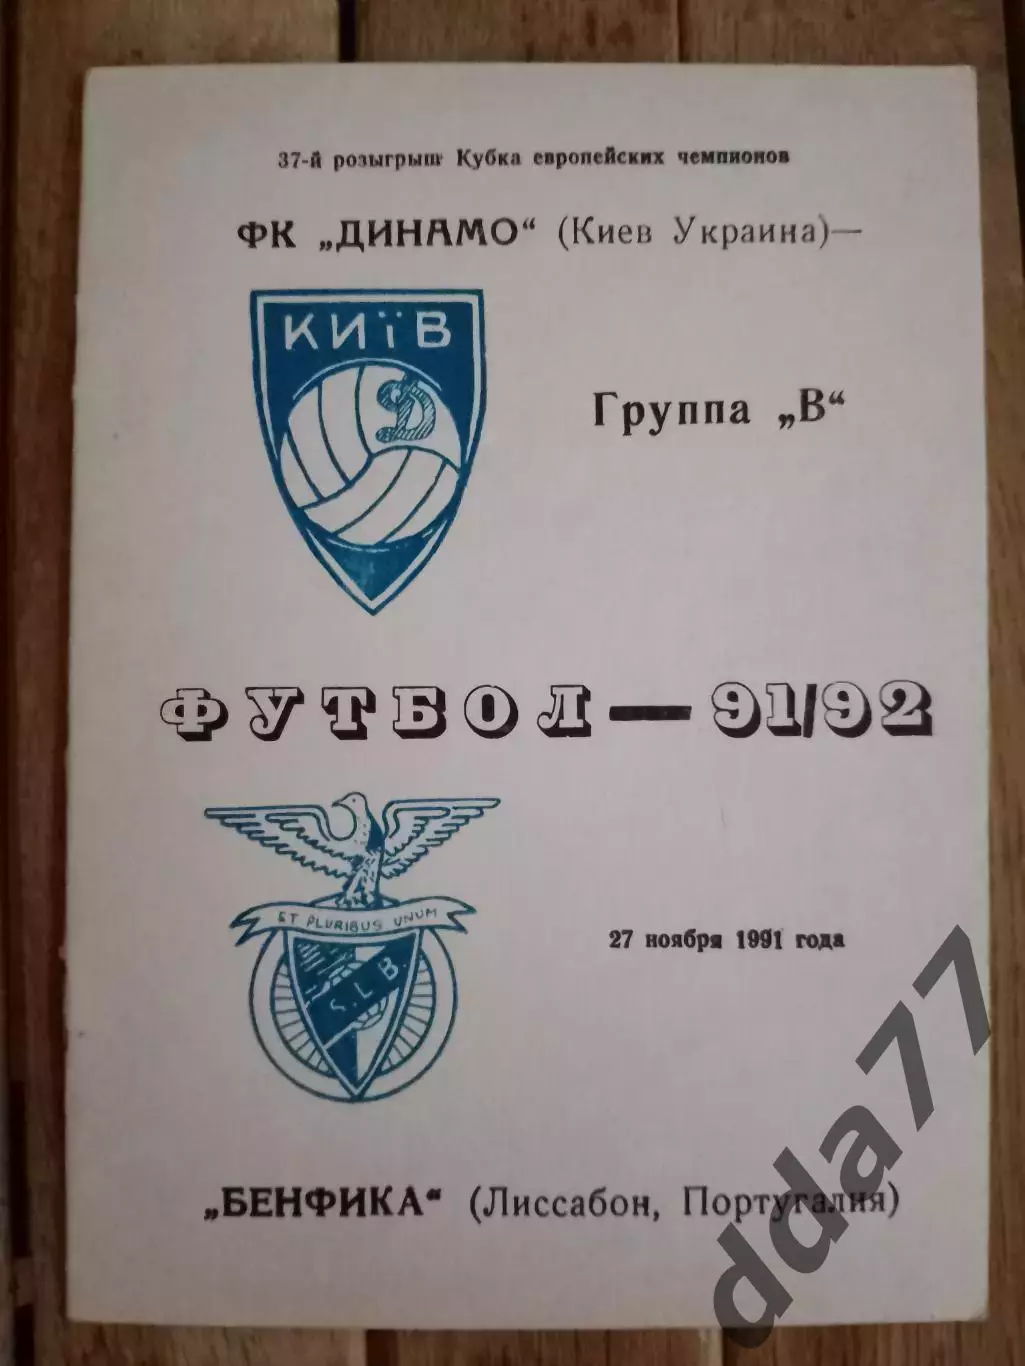 37-й розыгрыш Кубка европейских чемпионов
ФК „ДИНАМО“ (Киев Украина)—
КИїВ
Д
Группа „В“
ФУТБОЛ — 91/92
ET PLURIBUS UNUM
S.L.B.
27 ноября 1991 года
„БЕНФИКА“ (Лиссабон, Португалия)
dda77